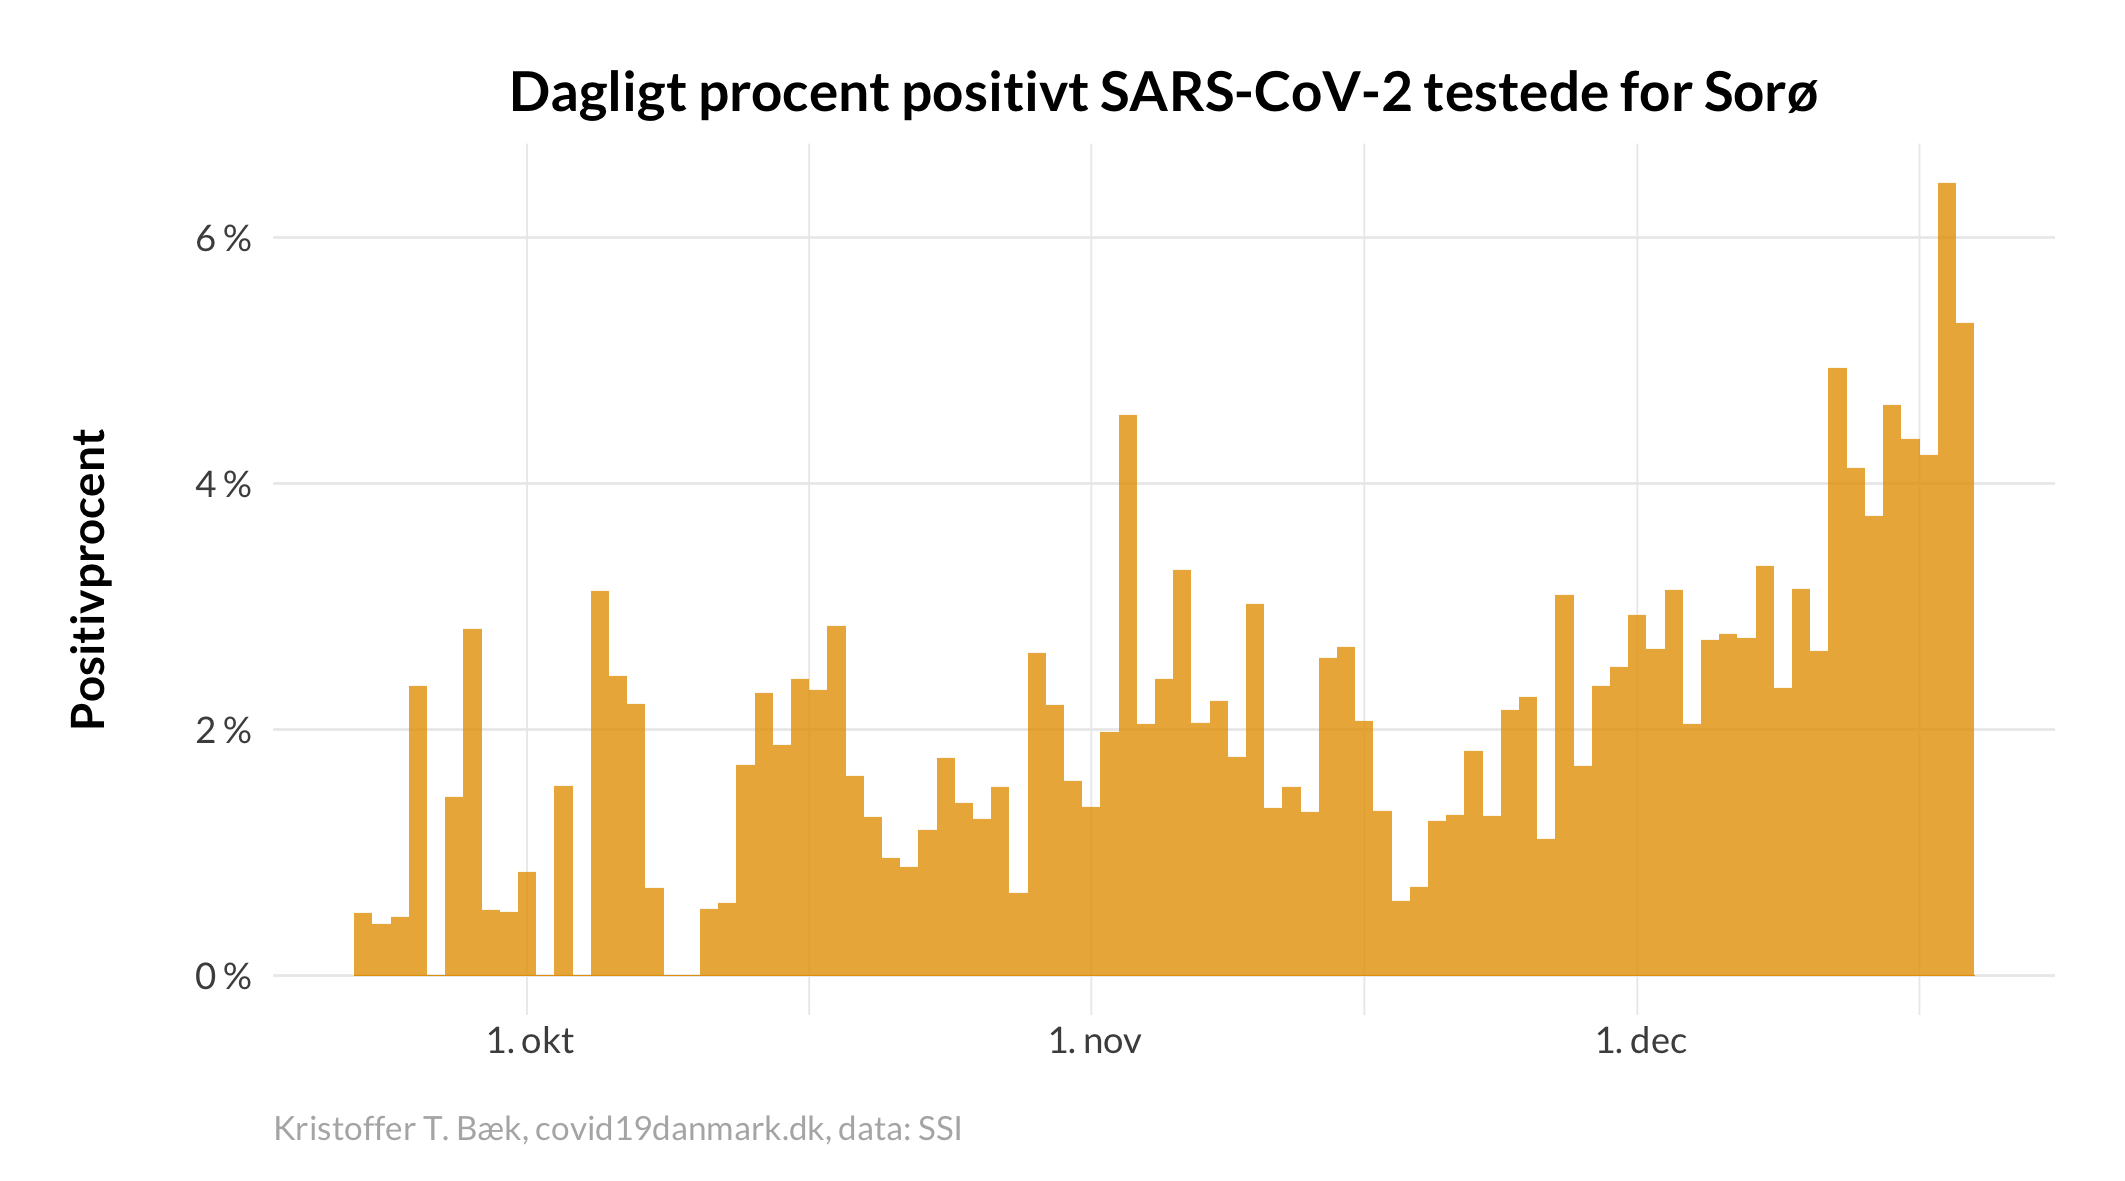 Dagligt procent positivt SARS-CoV-2 testede for Sorø
Positivprocent
6 %
4 %
2 %
0 %
1. okt
1. nov
1. dec
Kristoffer T. Bæk, covid19danmark.dk, data: SSI